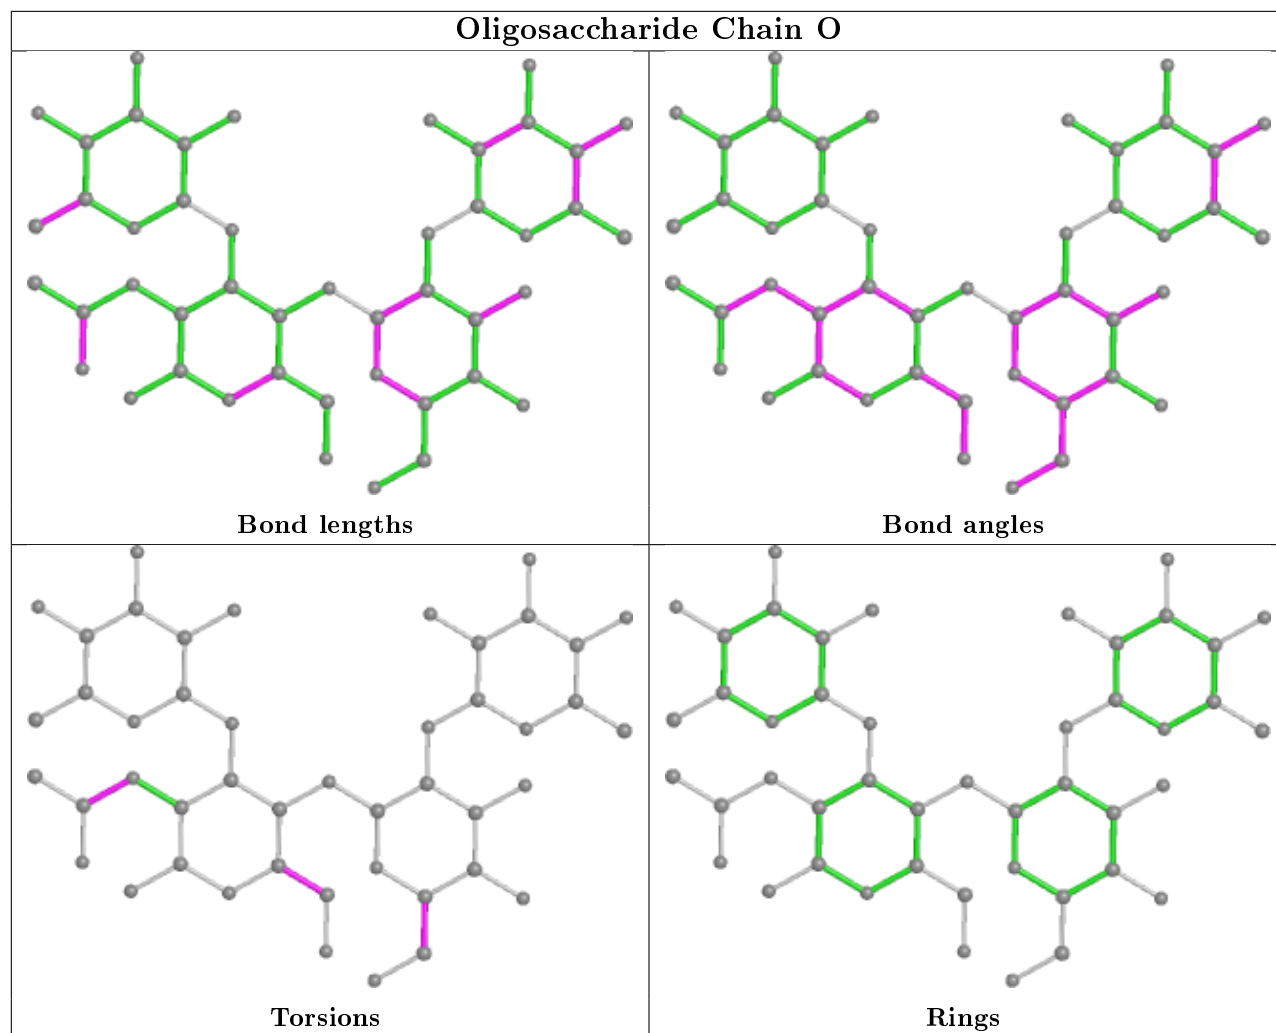 Oligosaccharide Chain O
Bond lengths
Bond angles
Torsions
Rings